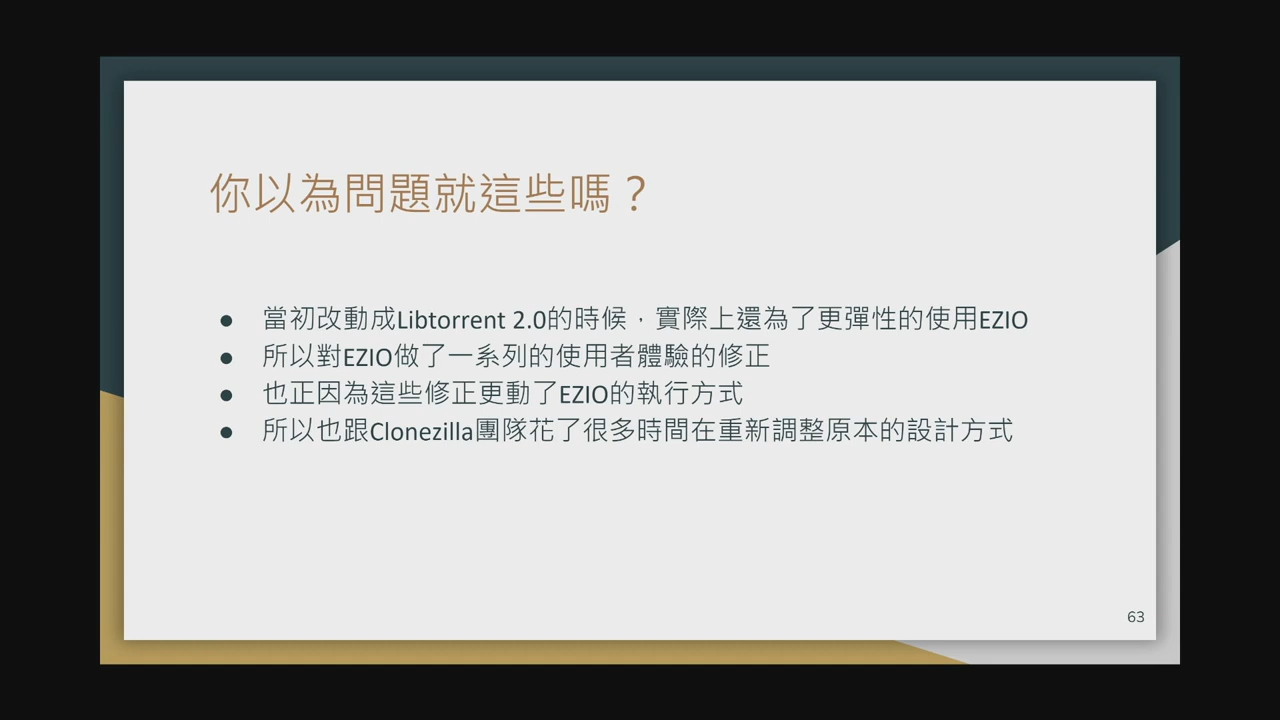 你以為問題就這些嗎？
● 當初改動成Libtorrent 2.0的時候，實際上還為了更彈性的使用EZIO
● 所以對EZIO做了一系列的使用者體驗的修正
● 也正因為這些修正更動了EZIO的執行方式
● 所以也跟Clonezilla團隊花了很多時間在重新調整原本的設計方式
63